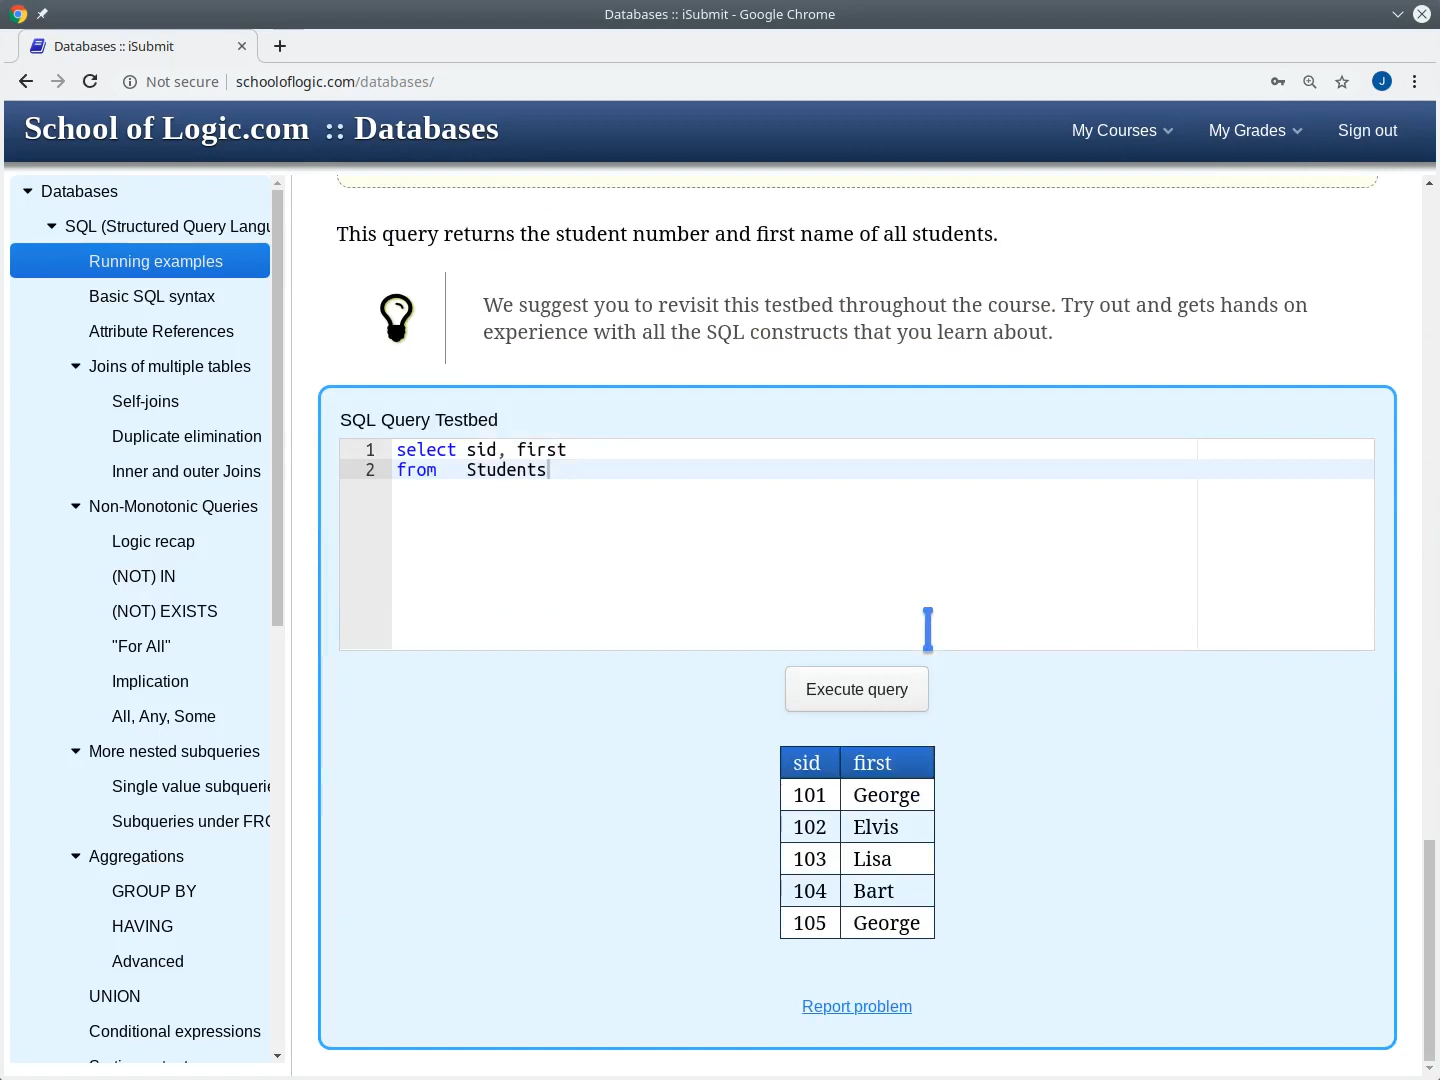 Databases :: iSubmit - Google Chrome
Databases :: iSubmit
Not secure
schooloflogic.com/databases/
J
School of Logic.com :: Databases
My Courses
My Grades
Sign out
Databases
SQL (Structured Query Langu
Running examples
Basic SQL syntax
Attribute References
Joins of multiple tables
Self-joins
Duplicate elimination
Inner and outer Joins
Non-Monotonic Queries
Logic recap
(NOT) IN
(NOT) EXISTS
"For All"
Implication
All, Any, Some
More nested subqueries
Single value subquerie
Subqueries under FRO
Aggregations
GROUP BY
HAVING
Advanced
UNION
Conditional expressions
This query returns the student number and first name of all students.
We suggest you to revisit this testbed throughout the course. Try out and gets hands on
experience with all the SQL constructs that you learn about.
SQL Query Testbed
1 select sid, first
2 from Students
Execute query
sid first
101 George
102 Elvis
103 Lisa
104 Bart
105 George
Report problem